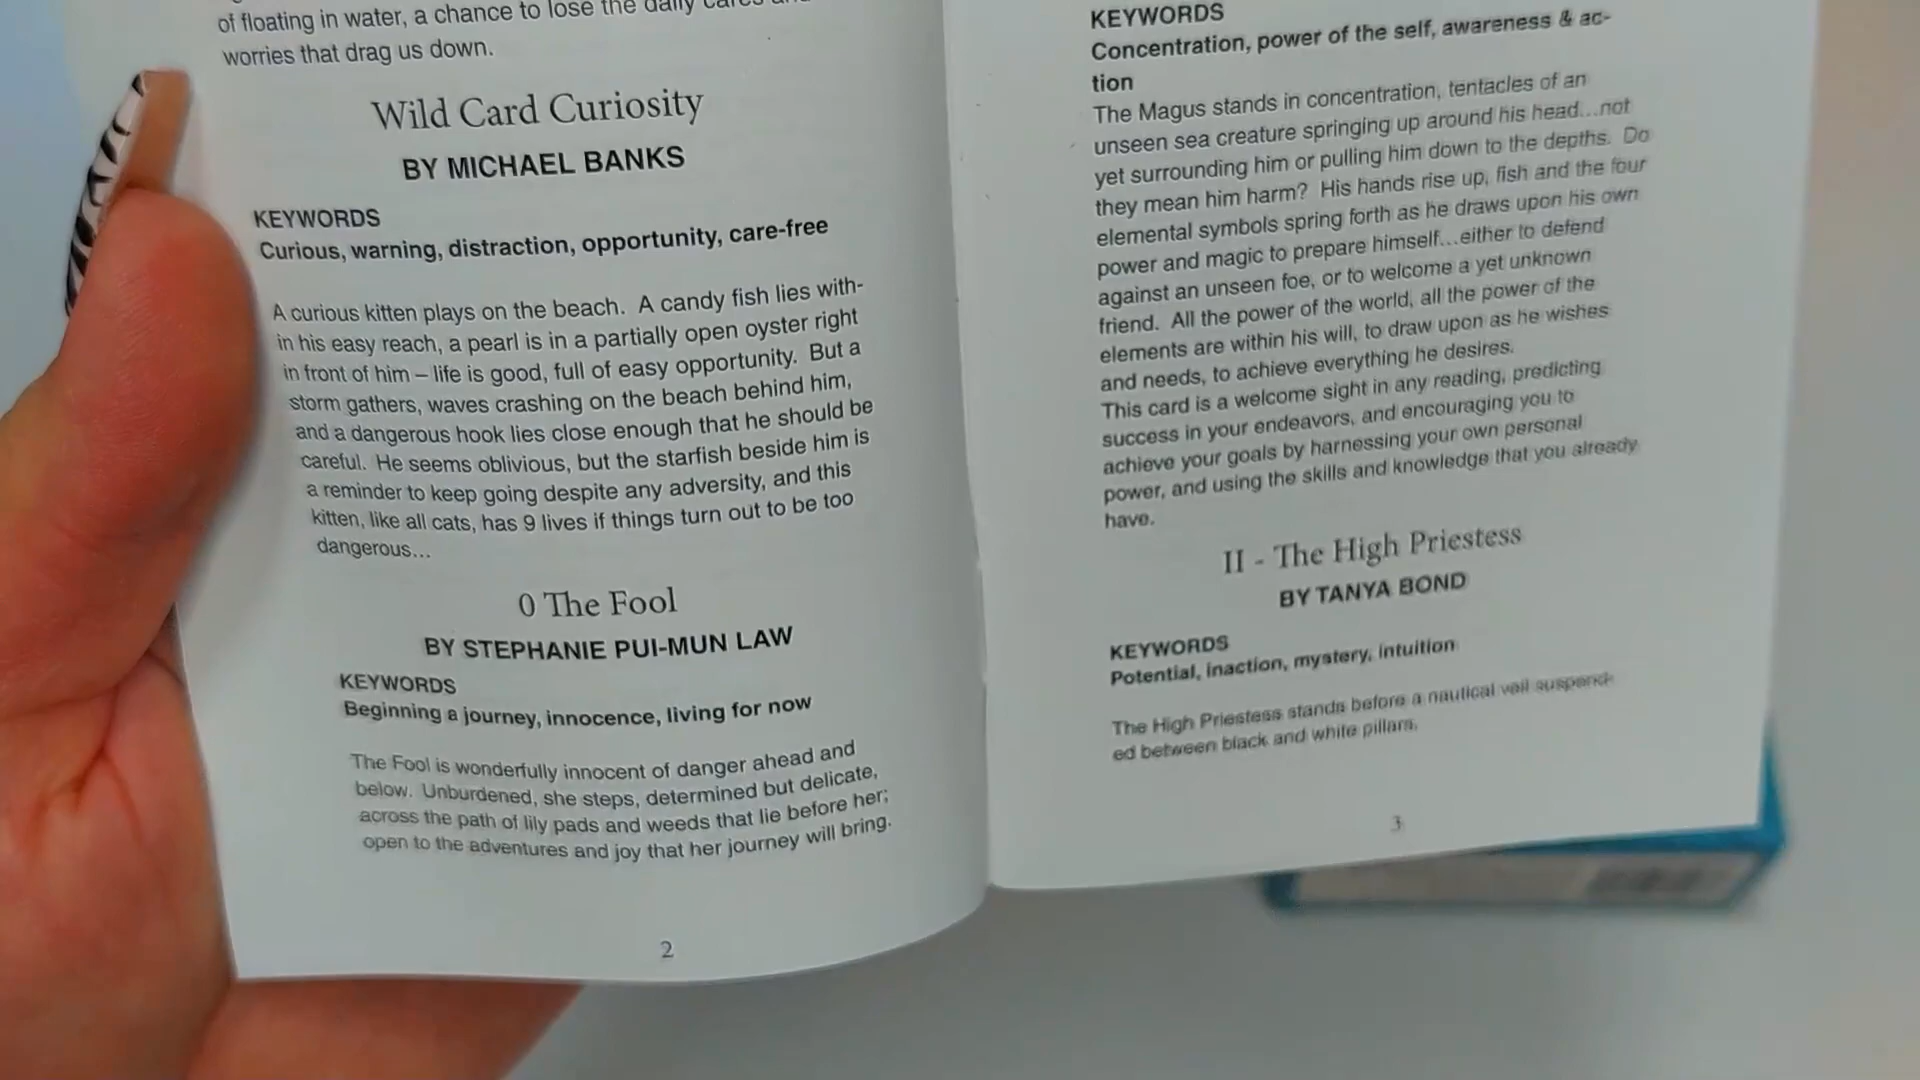 of floating in water, a chance to lose the daily cares and
worries that drag us down.
Wild Card Curiosity
BY MICHAEL BANKS
KEYWORDS
Curious, warning, distraction, opportunity, care-free
A curious kitten plays on the beach. A candy fish lies with-
in his easy reach, a pearl is in a partially open oyster right
in front of him – life is good, full of easy opportunity. But a
storm gathers, waves crashing on the beach behind him,
and a dangerous hook lies close enough that he should be
careful. He seems oblivious, but the starfish beside him is
a reminder to keep going despite any adversity, and this
kitten, like all cats, has 9 lives if things turn out to be too
dangerous...
0 The Fool
BY STEPHANIE PUI-MUN LAW
KEYWORDS
Beginning a journey, innocence, living for now
The Fool is wonderfully innocent of danger ahead and
below. Unburdened, she steps, determined but delicate,
across the path of lily pads and weeds that lie before her;
open to the adventures and joy that her journey will bring.
2
KEYWORDS
Concentration, power of the self, awareness & ac-
tion
The Magus stands in concentration, tentacles of an
unseen sea creature springing up around his head...not
yet surrounding him or pulling him down to the depths. Do
they mean him harm? His hands rise up, fish and the four
elemental symbols spring forth as he draws upon his own
power and magic to prepare himself...either to defend
against an unseen foe, or to welcome a yet unknown
friend. All the power of the world, all the power of the
elements are within his will, to draw upon as he wishes
and needs, to achieve everything he desires.
This card is a welcome sight in any reading, predicting
success in your endeavors, and encouraging you to
achieve your goals by harnessing your own personal
power, and using the skills and knowledge that you already
have.
II - The High Priestess
BY TANYA BOND
KEYWORDS
Potential, inaction, mystery, intuition
The High Priestess stands before a nautical veil suspend-
ed between black and white pillars.
3